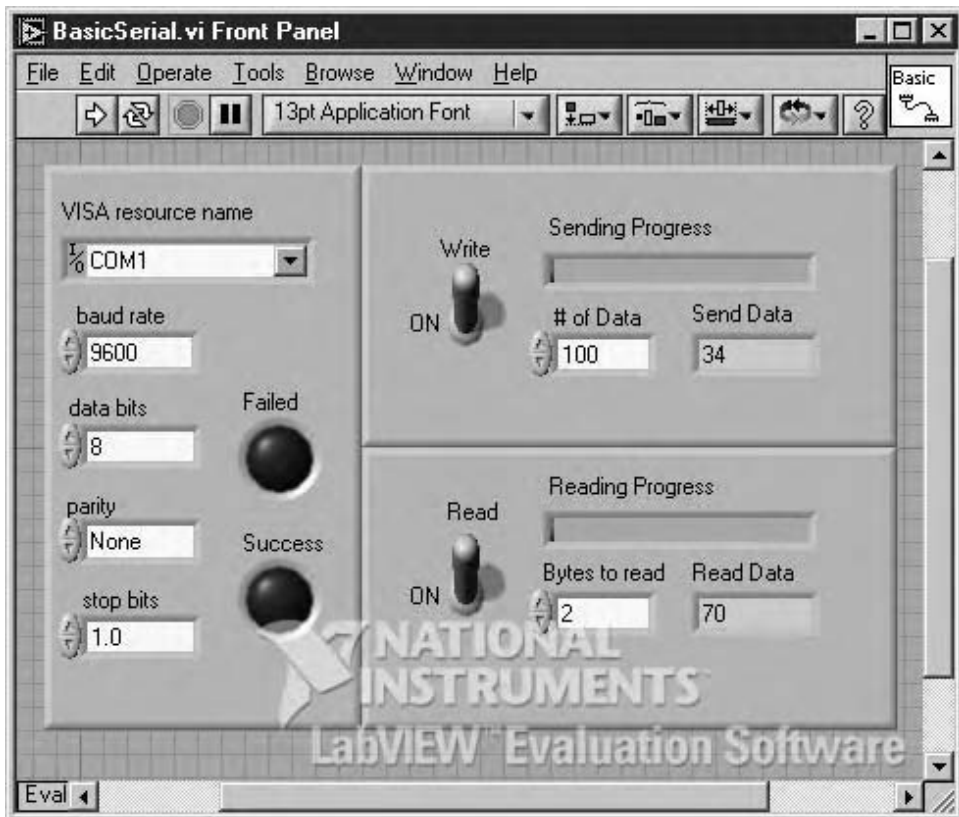 BasicSerial.vi Front Panel
File Edit Operate Tools Browse Window Help
Basic
13pt Application Font
?
VISA resource name
I/O COM1
baud rate
9600
data bits
8
parity
None
stop bits
1.0
Failed
Success
Write
ON
Sending Progress
# of Data
100
Send Data
34
Read
ON
Reading Progress
Bytes to read
2
Read Data
70
NATIONAL
INSTRUMENTS
LabVIEW™ Evaluation Software
Eval